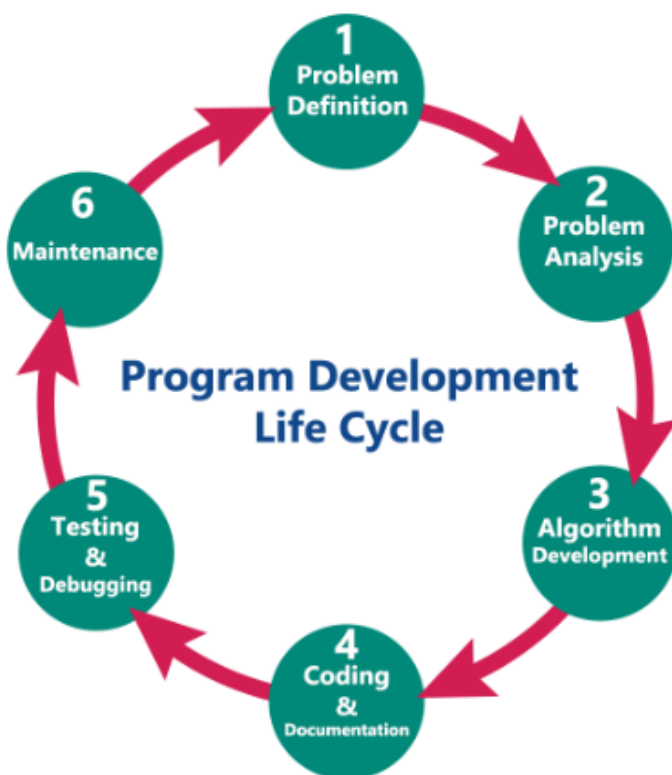 1
Problem
Definition
2
Problem
Analysis
3
Algorithm
Development
4
Coding
&
Documentation
5
Testing
&
Debugging
6
Maintenance
Program Development
Life Cycle